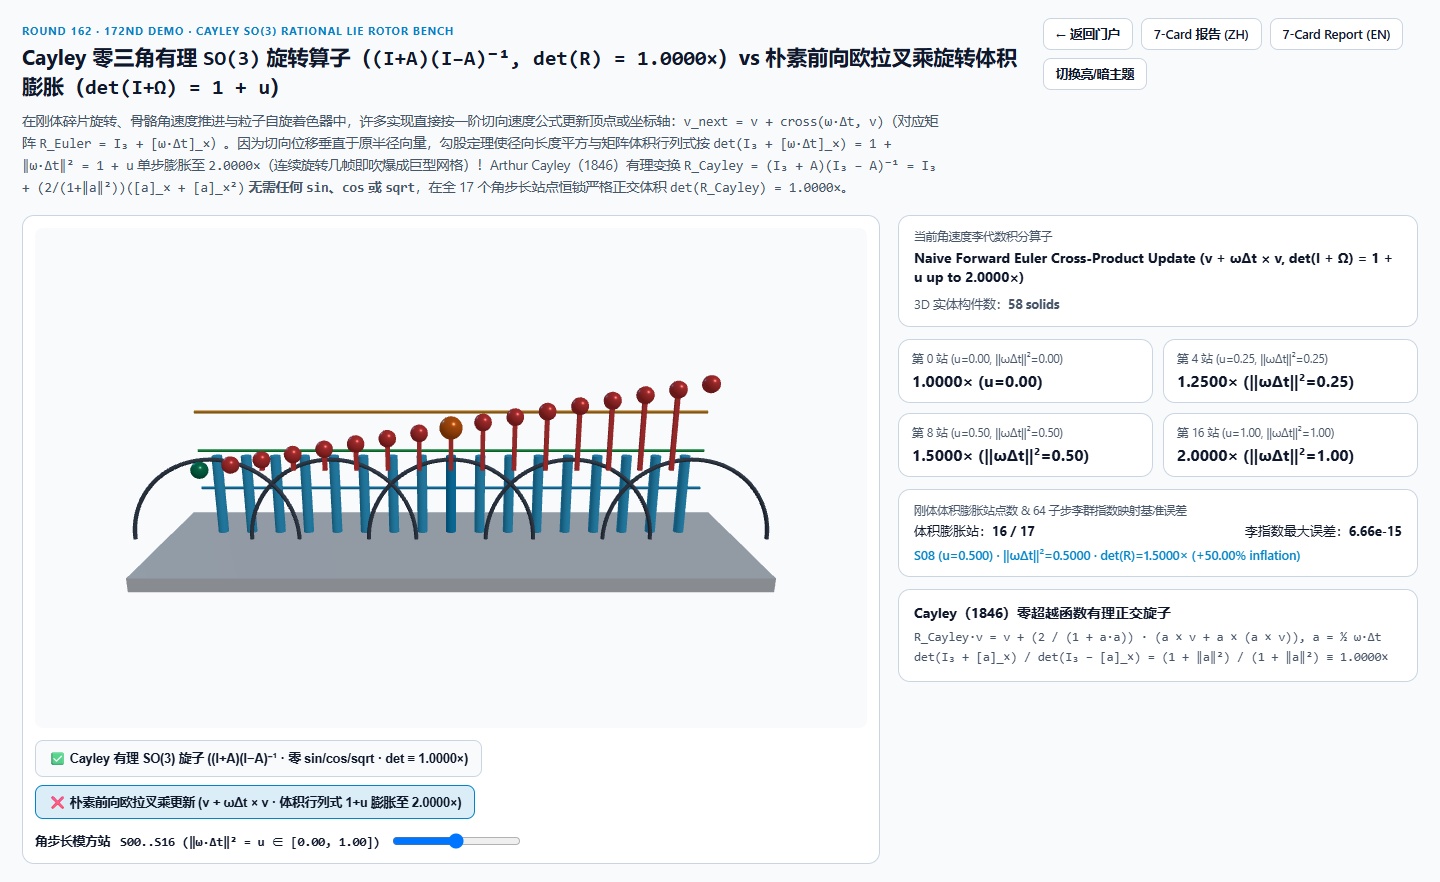 ROUND 162 · 172ND DEMO · CAYLEY SO(3) RATIONAL LIE ROTOR BENCH
Cayley 零三角有理 SO(3) 旋转算子（(I+A)(I−A)⁻¹, det(R) = 1.0000×）vs 朴素前向欧拉叉乘旋转体积
膨胀（det(I+Ω) = 1 + u）
← 返回门户
7-Card 报告 (ZH)
7-Card Report (EN)
切换亮/暗主题
在刚体碎片旋转、骨骼角速度推进与粒子自旋着色器中，许多实现直接按一阶切向速度公式更新顶点或坐标轴：v_next = v + cross(ω·Δt, v)（对应矩
阵 R_Euler = I₃ + [ω·Δt]_x）。因为切向位移垂直于原半径向量，勾股定理使径向长度平方与矩阵体积行列式按 det(I₃ + [ω·Δt]_x) = 1 +
‖ω·Δt‖² = 1 + u 单步膨胀至 2.0000×（连续旋转几帧即吹爆成巨型网格）！Arthur Cayley（1846）有理变换 R_Cayley = (I₃ + A)(I₃ − A)⁻¹ = I₃
+ (2/(1+‖a‖²))([a]_x + [a]_x²) 无需任何 sin、cos 或 sqrt，在全 17 个角步长站点恒锁严格正交体积 det(R_Cayley) = 1.0000×。
当前角速度李代数积分算子
Naive Forward Euler Cross-Product Update (v + ωΔt × v, det(I + Ω) = 1 +
u up to 2.0000×)
3D 实体构件数：58 solids
第 0 站 (u=0.00, ||ωΔt||²=0.00)
1.0000× (u=0.00)
第 4 站 (u=0.25, ||ωΔt||²=0.25)
1.2500× (||ωΔt||²=0.25)
第 8 站 (u=0.50, ||ωΔt||²=0.50)
1.5000× (||ωΔt||²=0.50)
第 16 站 (u=1.00, ||ωΔt||²=1.00)
2.0000× (||ωΔt||²=1.00)
刚体体积膨胀站点数 & 64 子步李群指数映射基准误差
体积膨胀站：16 / 17
李指数最大误差：6.66e-15
S08 (u=0.500) · ||ωΔt||²=0.5000 · det(R)=1.5000× (+50.00% inflation)
Cayley（1846）零超越函数有理正交旋子
R_Cayley·v = v + (2 / (1 + a·a)) · (a × v + a × (a × v)), a = ½ ω·Δt
det(I₃ + [a]_x) / det(I₃ − [a]_x) = (1 + ‖a‖²) / (1 + ‖a‖²) ≡ 1.0000×
✅ Cayley 有理 SO(3) 旋子 ((I+A)(I−A)⁻¹ · 零 sin/cos/sqrt · det ≡ 1.0000×)
❌ 朴素前向欧拉叉乘更新 (v + ωΔt × v · 体积行列式 1+u 膨胀至 2.0000×)
角步长模方站 S00..S16 (‖ω·Δt‖² = u ∈ [0.00, 1.00])